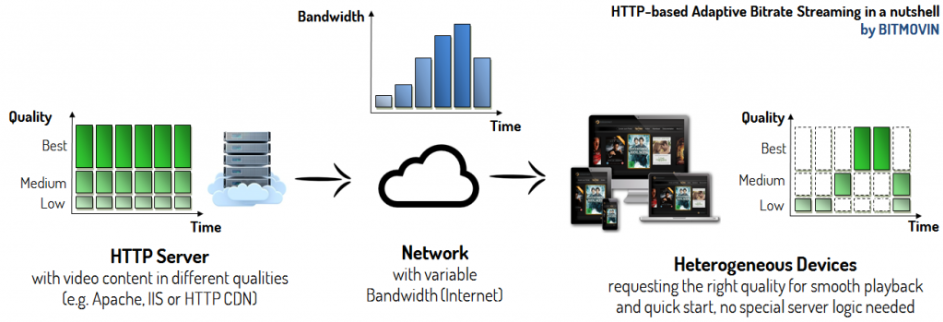 HTTP-based Adaptive Bitrate Streaming in a nutshell
by BITMOVIN
Bandwidth
Time
Quality
Best
Medium
Low
Time
Quality
Best
Medium
Low
Time
HTTP Server
with video content in different qualities
(e.g. Apache, IIS or HTTP CDN)
Network
with variable
Bandwidth (Internet)
Heterogeneous Devices
requesting the right quality for smooth playback
and quick start, no special server logic needed